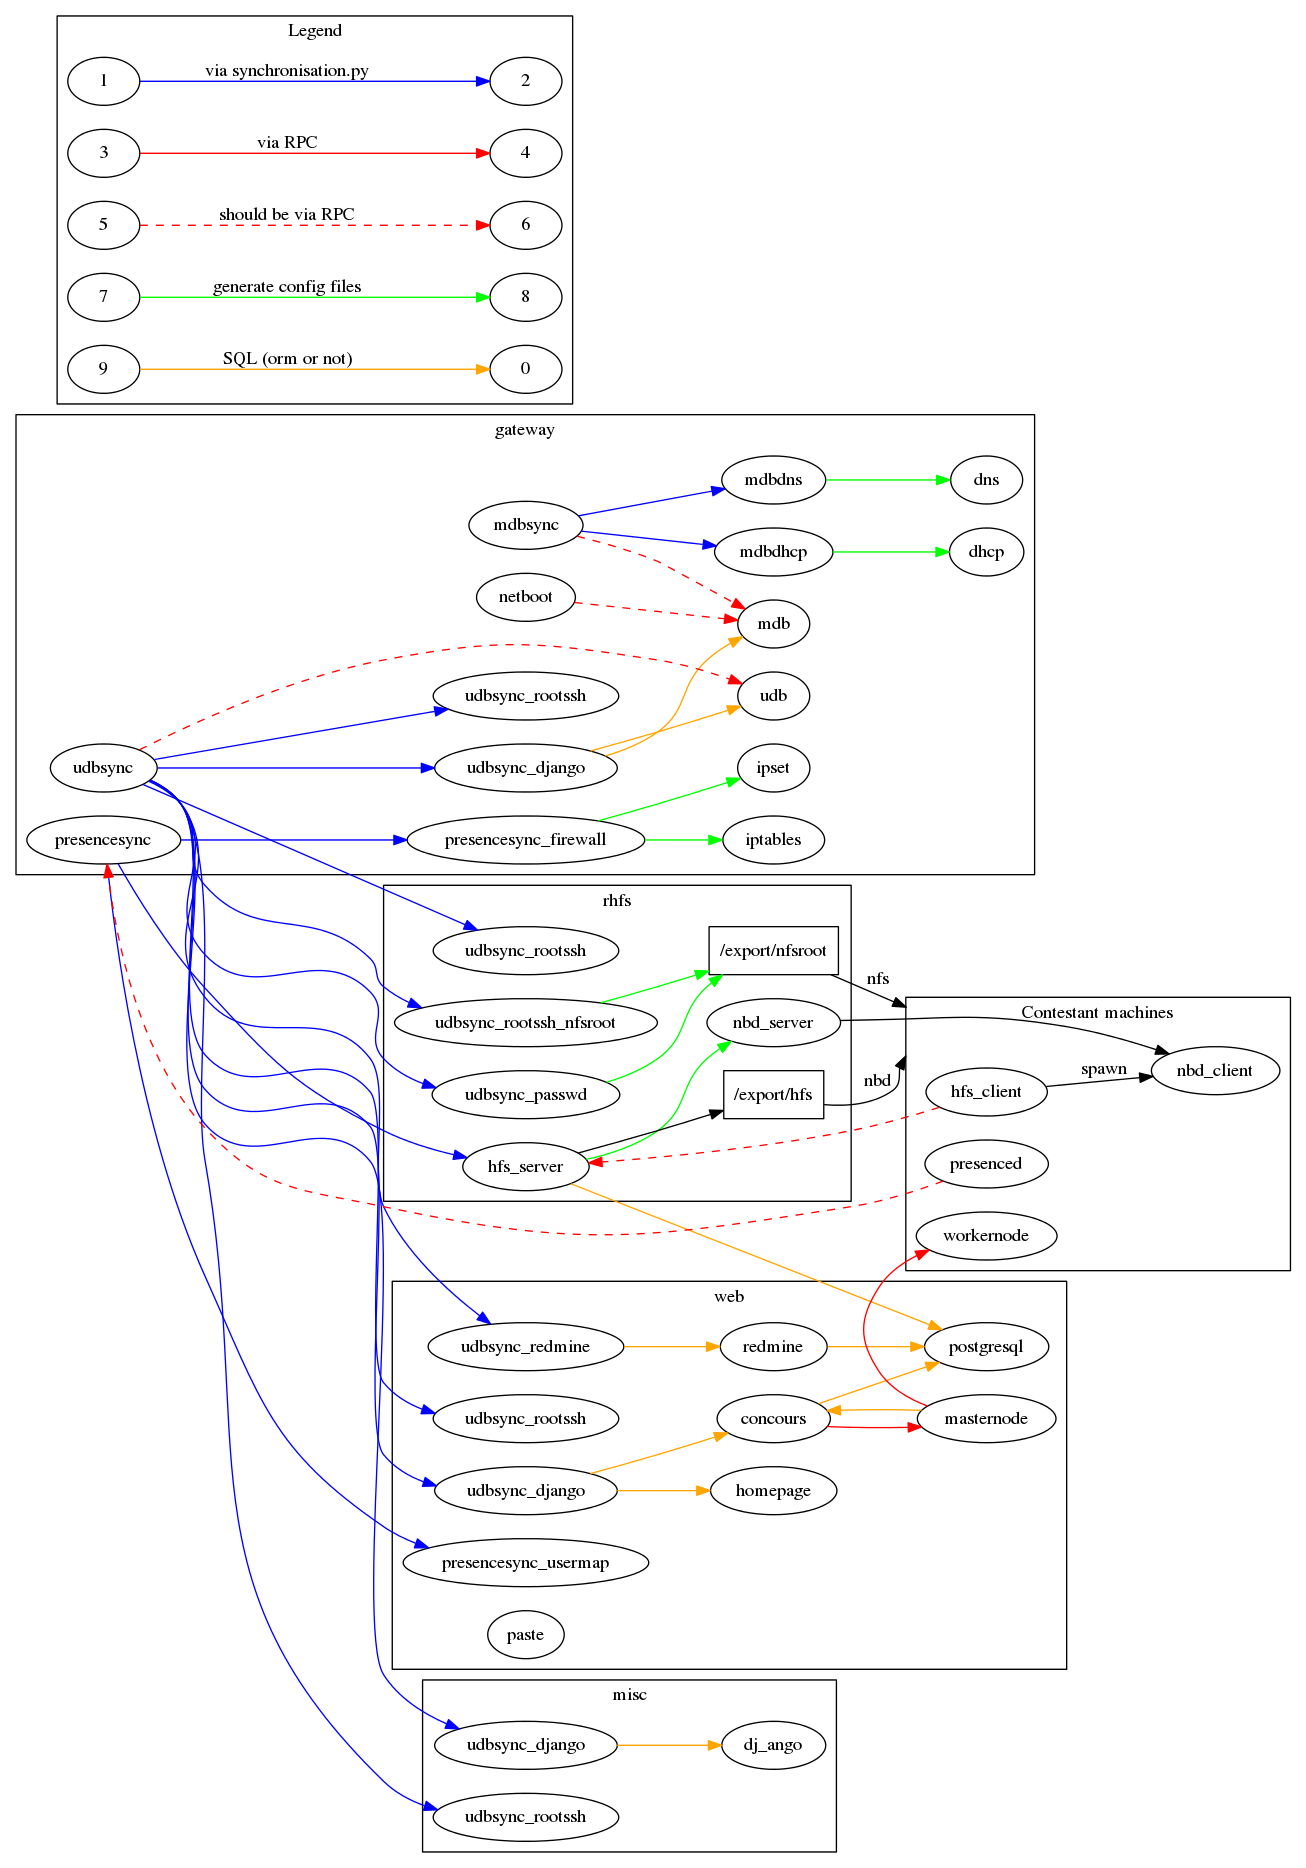 Legend
1
via synchronisation.py
2
3
via RPC
4
5
should be via RPC
6
7
generate config files
8
9
SQL (orm or not)
0
gateway
mdbdns
dns
mdbsync
mdbdhcp
dhcp
netboot
mdb
udbsync_rootssh
udb
udbsync
udbsync_django
ipset
presencesync
presencesync_firewall
iptables
rhfs
udbsync_rootssh
/export/nfsroot
nfs
udbsync_rootssh_nfsroot
nbd_server
Contestant machines
udbsync_passwd
/export/hfs
nbd
hfs_client
spawn
nbd_client
hfs_server
presenced
workernode
web
udbsync_redmine
redmine
postgresql
udbsync_rootssh
concours
masternode
udbsync_django
homepage
presencesync_usermap
paste
misc
udbsync_django
dj_ango
udbsync_rootssh